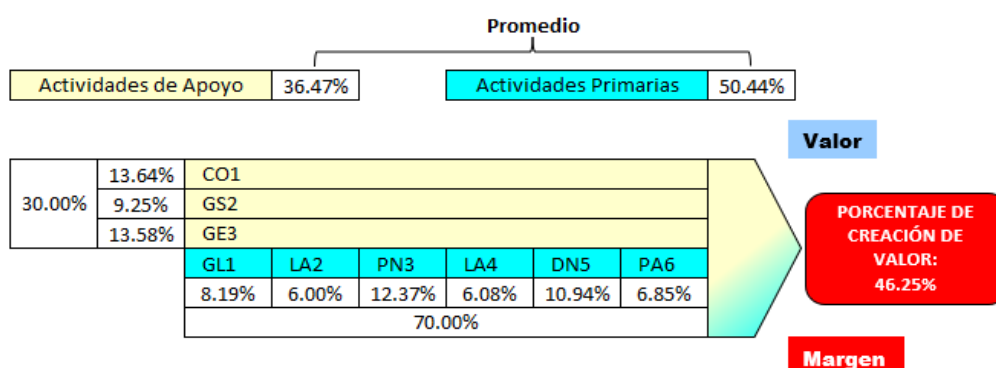 Promedio
Actividades de Apoyo 36.47% Actividades Primarias 50.44%
Valor
30.00%
13.64% CO1
9.25% GS2
13.58% GE3
GL1 LA2 PN3 LA4 DN5 PA6
8.19% 6.00% 12.37% 6.08% 10.94% 6.85%
70.00%
PORCENTAJE DE
CREACIÓN DE
VALOR:
46.25%
Margen